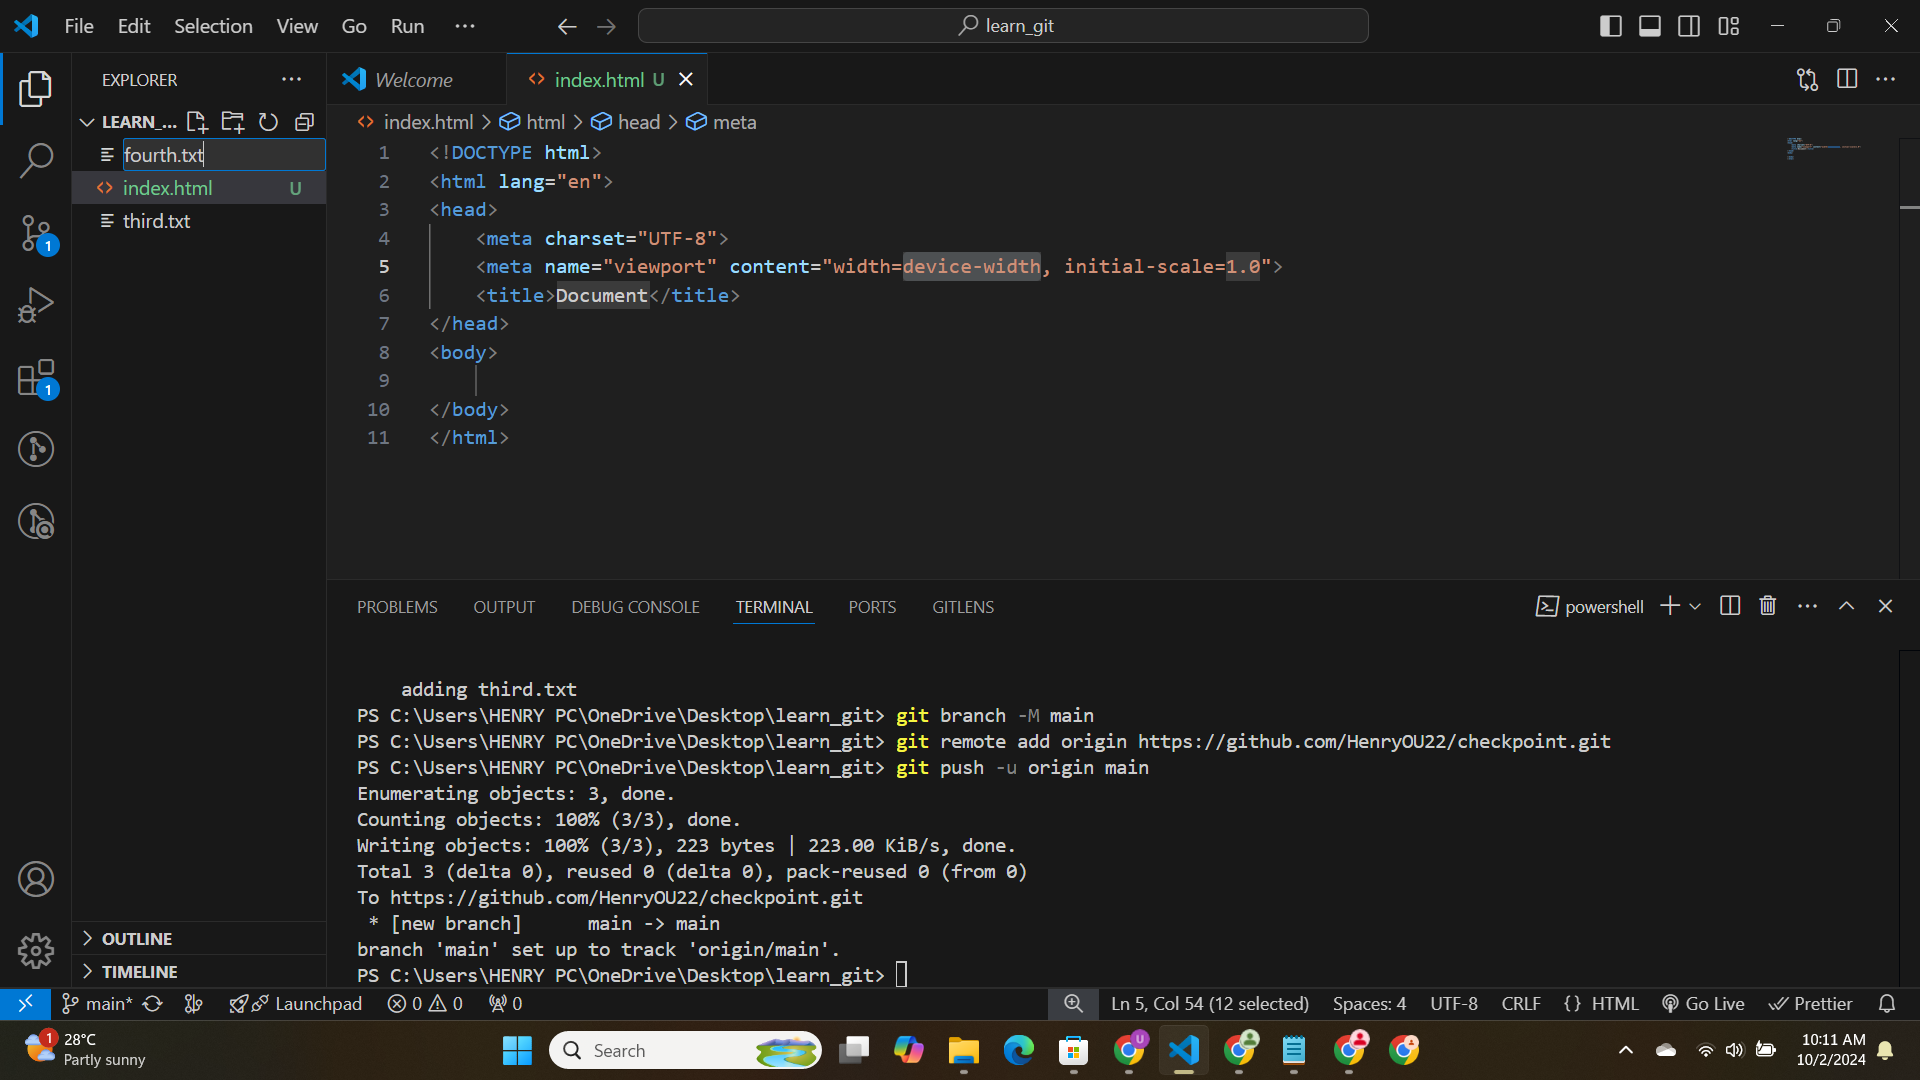 File Edit Selection View Go Run ···
learn_git
EXPLORER
Welcome
index.html U
LEARN_...
index.html > html > head > meta
fourth.txt
index.html U
third.txt
1 <!DOCTYPE html>
2 <html lang="en">
3 <head>
4 <meta charset="UTF-8">
5 <meta name="viewport" content="width=device-width, initial-scale=1.0">
6 <title>Document</title>
7 </head>
8 <body>
9
10 </body>
11 </html>
1
1
PROBLEMS OUTPUT DEBUG CONSOLE TERMINAL PORTS GITLENS
powershell
adding third.txt
PS C:\Users\HENRY PC\OneDrive\Desktop\learn_git> git branch -M main
PS C:\Users\HENRY PC\OneDrive\Desktop\learn_git> git remote add origin https://github.com/HenryOU22/checkpoint.git
PS C:\Users\HENRY PC\OneDrive\Desktop\learn_git> git push -u origin main
Enumerating objects: 3, done.
Counting objects: 100% (3/3), done.
Writing objects: 100% (3/3), 223 bytes | 223.00 KiB/s, done.
Total 3 (delta 0), reused 0 (delta 0), pack-reused 0 (from 0)
To https://github.com/HenryOU22/checkpoint.git
* [new branch] main -> main
branch 'main' set up to track 'origin/main'.
PS C:\Users\HENRY PC\OneDrive\Desktop\learn_git>
OUTLINE
TIMELINE
main* Launchpad 0 0 0
Ln 5, Col 54 (12 selected) Spaces: 4 UTF-8 CRLF {} HTML Go Live Prettier
1
28°C
Partly sunny
Search
U
10:11 AM
10/2/2024